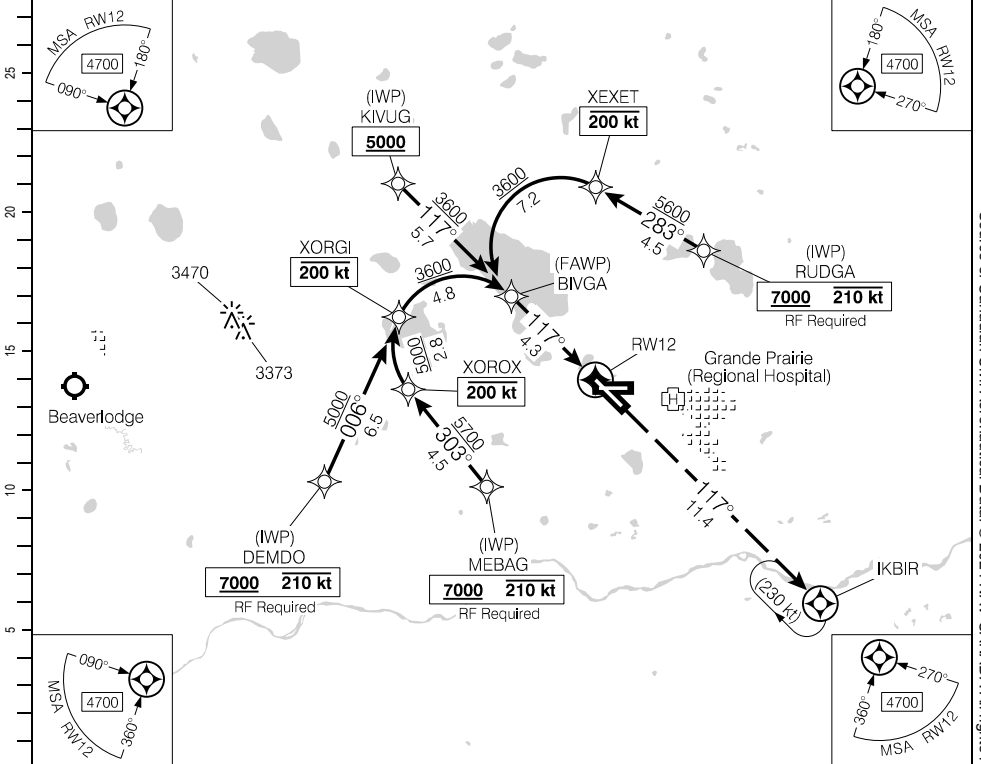 MSA RW12
4700
180°
090°
MSA RW12
4700
180°
270°
25
20
15
10
5
(IWP)
KIVUG
5000
XEXET
200 kt
3600
117°
5.7
3600
7.2
5600
283°
4.5
(IWP)
RUDGA
7000 210 kt
RF Required
XORGI
200 kt
3600
4.8
(FAWP)
BIVGA
3470
3373
117°
4.3
RW12
Grande Prairie
(Regional Hospital)
H
5000
2.8
XOROX
200 kt
Beaverlodge
5000
006°
6.5
5700
303°
4.5
117°
11.4
(IWP)
DEMDO
7000 210 kt
RF Required
(IWP)
MEBAG
7000 210 kt
RF Required
IKBIR
(230 kt)
090°
4700
360°
MSA RW12
270°
4700
360°
MSA RW12